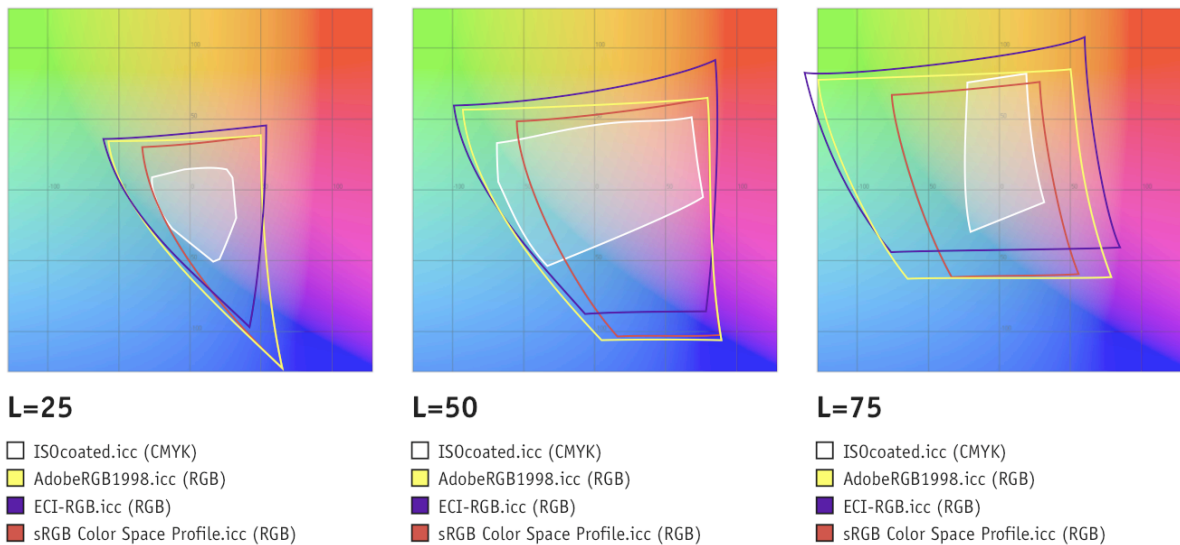 L=25
ISOcoated.icc (CMYK)
AdobeRGB1998.icc (RGB)
ECI-RGB.icc (RGB)
sRGB Color Space Profile.icc (RGB)
L=50
ISOcoated.icc (CMYK)
AdobeRGB1998.icc (RGB)
ECI-RGB.icc (RGB)
sRGB Color Space Profile.icc (RGB)
L=75
ISOcoated.icc (CMYK)
AdobeRGB1998.icc (RGB)
ECI-RGB.icc (RGB)
sRGB Color Space Profile.icc (RGB)